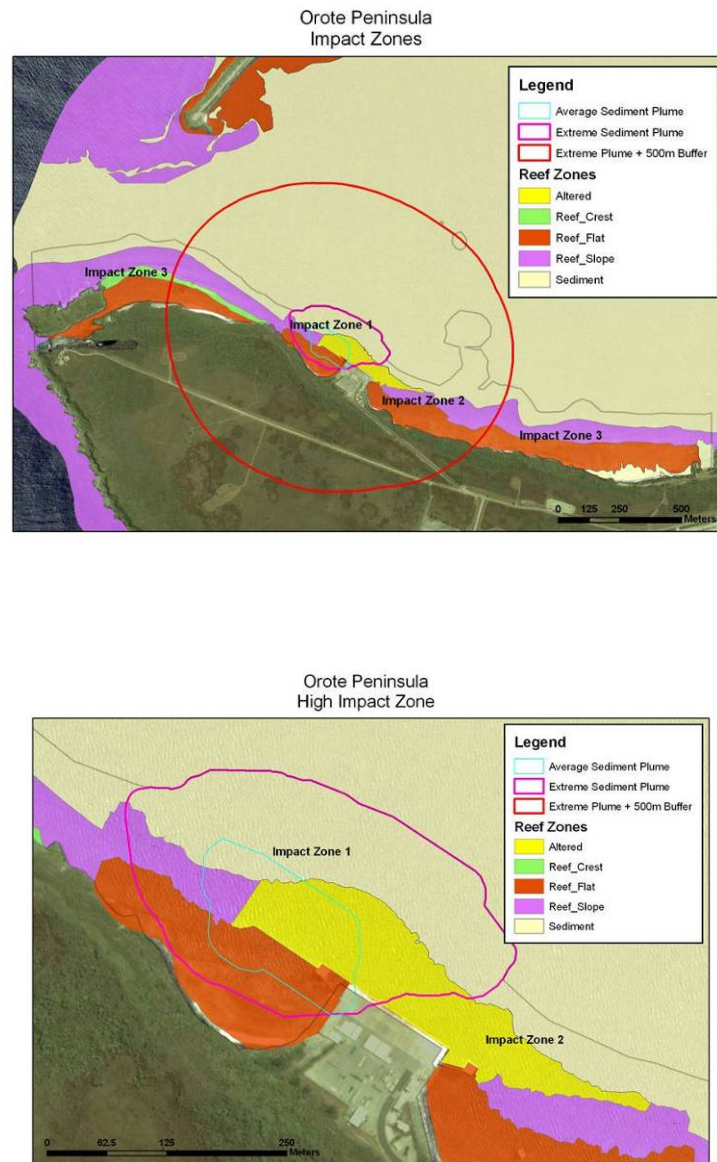 Orote Peninsula
Impact Zones
Legend
Average Sediment Plume
Extreme Sediment Plume
Extreme Plume + 500m Buffer
Reef Zones
Altered
Reef_Crest
Reef_Flat
Reef_Slope
Sediment
Impact Zone 3
Impact Zone 1
Impact Zone 2
Impact Zone 3
0 125 250 500
Meters
Orote Peninsula
High Impact Zone
Legend
Average Sediment Plume
Extreme Sediment Plume
Extreme Plume + 500m Buffer
Reef Zones
Altered
Reef_Crest
Reef_Flat
Reef_Slope
Sediment
Impact Zone 1
Impact Zone 2
0 62.5 125 250
Meters